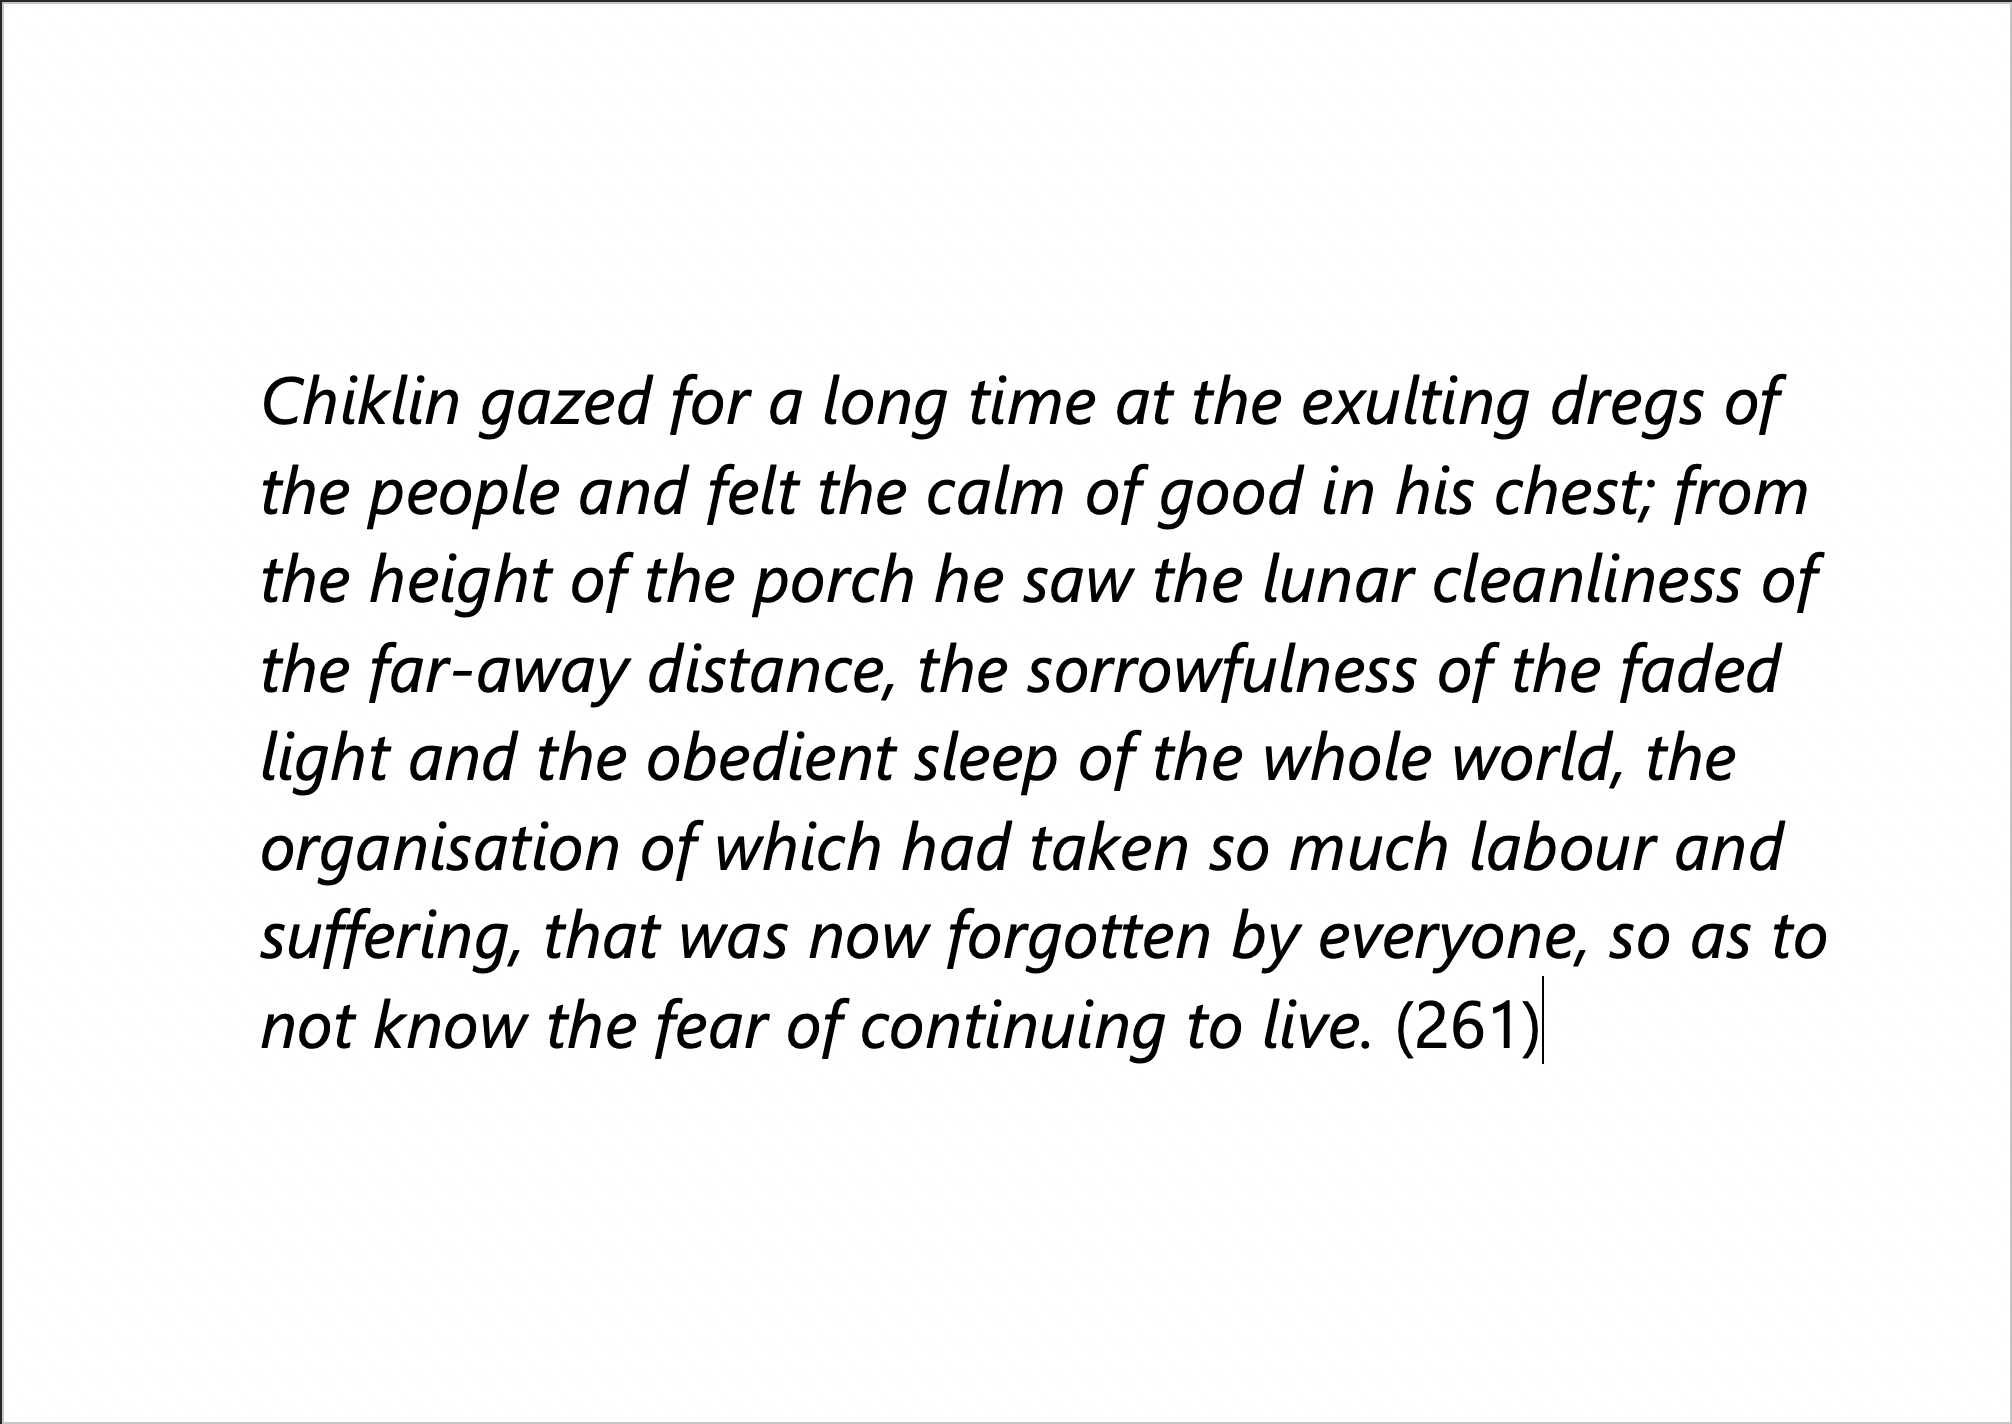 Chiklin gazed for a long time at the exulting dregs of
the people and felt the calm of good in his chest; from
the height of the porch he saw the lunar cleanliness of
the far-away distance, the sorrowfulness of the faded
light and the obedient sleep of the whole world, the
organisation of which had taken so much labour and
suffering, that was now forgotten by everyone, so as to
not know the fear of continuing to live. (261)